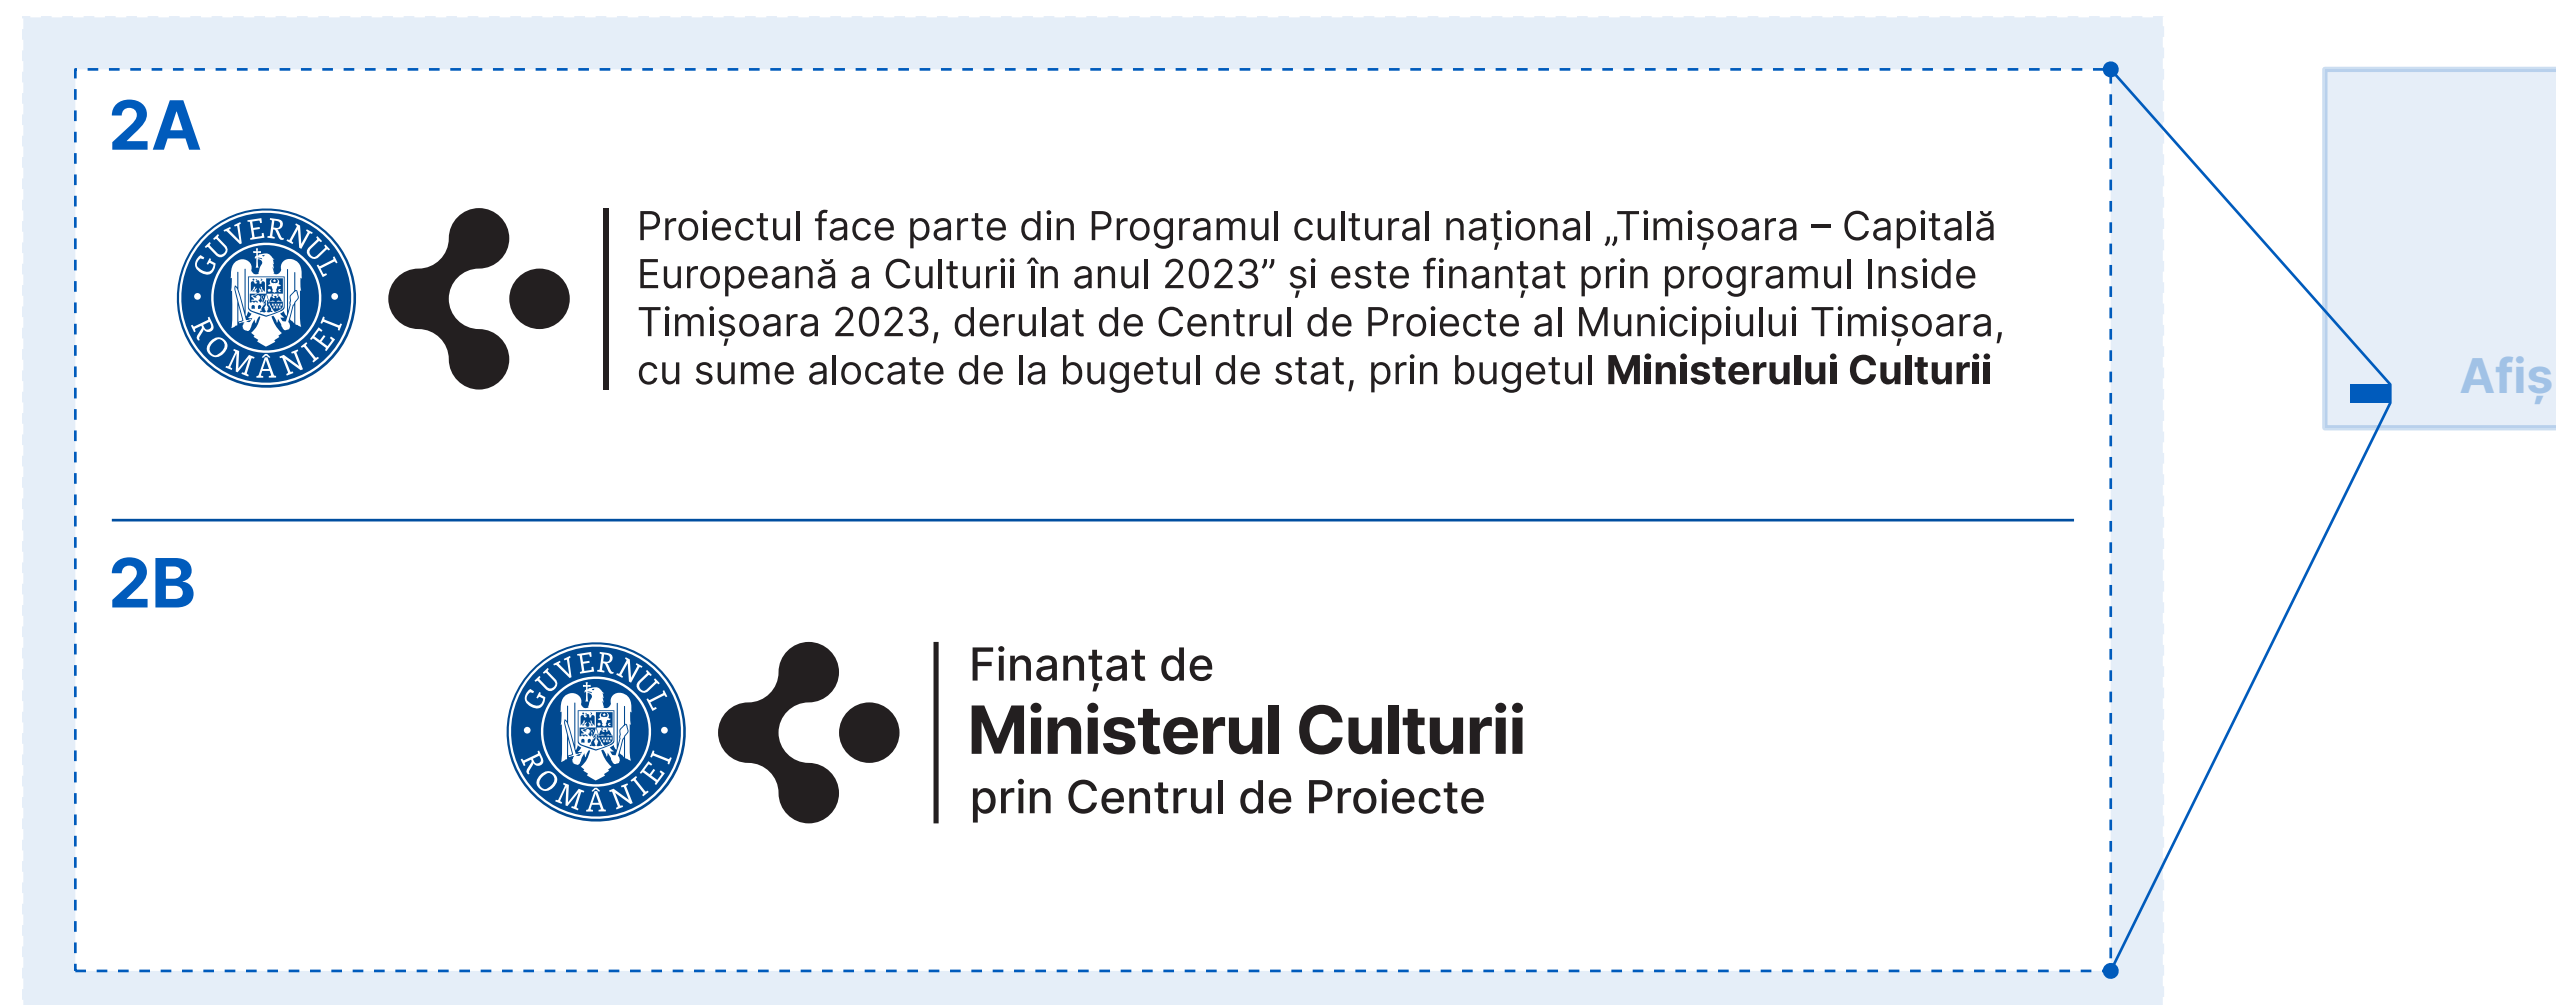 2A
GUVERNUL ROMÂNIEI
Proiectul face parte din Programul cultural național „Timișoara – Capitală
Europeană a Culturii în anul 2023” și este finanțat prin programul Inside
Timișoara 2023, derulat de Centrul de Proiecte al Municipiului Timișoara,
cu sume alocate de la bugetul de stat, prin bugetul Ministerului Culturii
Afiș
2B
GUVERNUL ROMÂNIEI
Finanțat de
Ministerul Culturii
prin Centrul de Proiecte